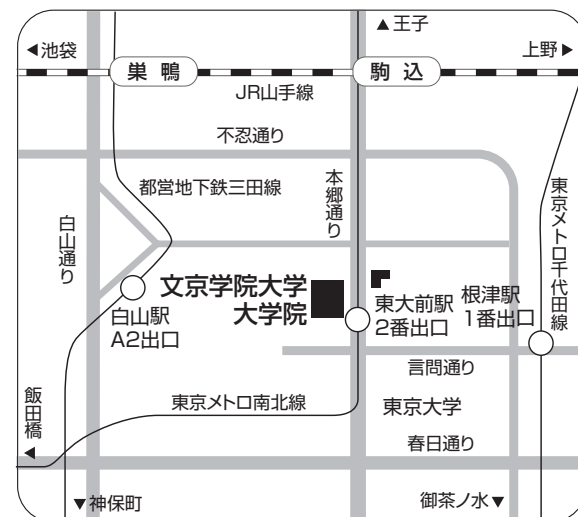 ▲王子
◀池袋
上野▶
巣鴨
駒込
JR山手線
不忍通り
都営地下鉄三田線
本郷通り
東京メトロ千代田線
白山通り
文京学院大学
大学院
東大前駅
2番出口
根津駅
1番出口
白山駅
A2出口
言問通り
飯田橋
◀
東京メトロ南北線
東京大学
春日通り
▼神保町
御茶ノ水▼